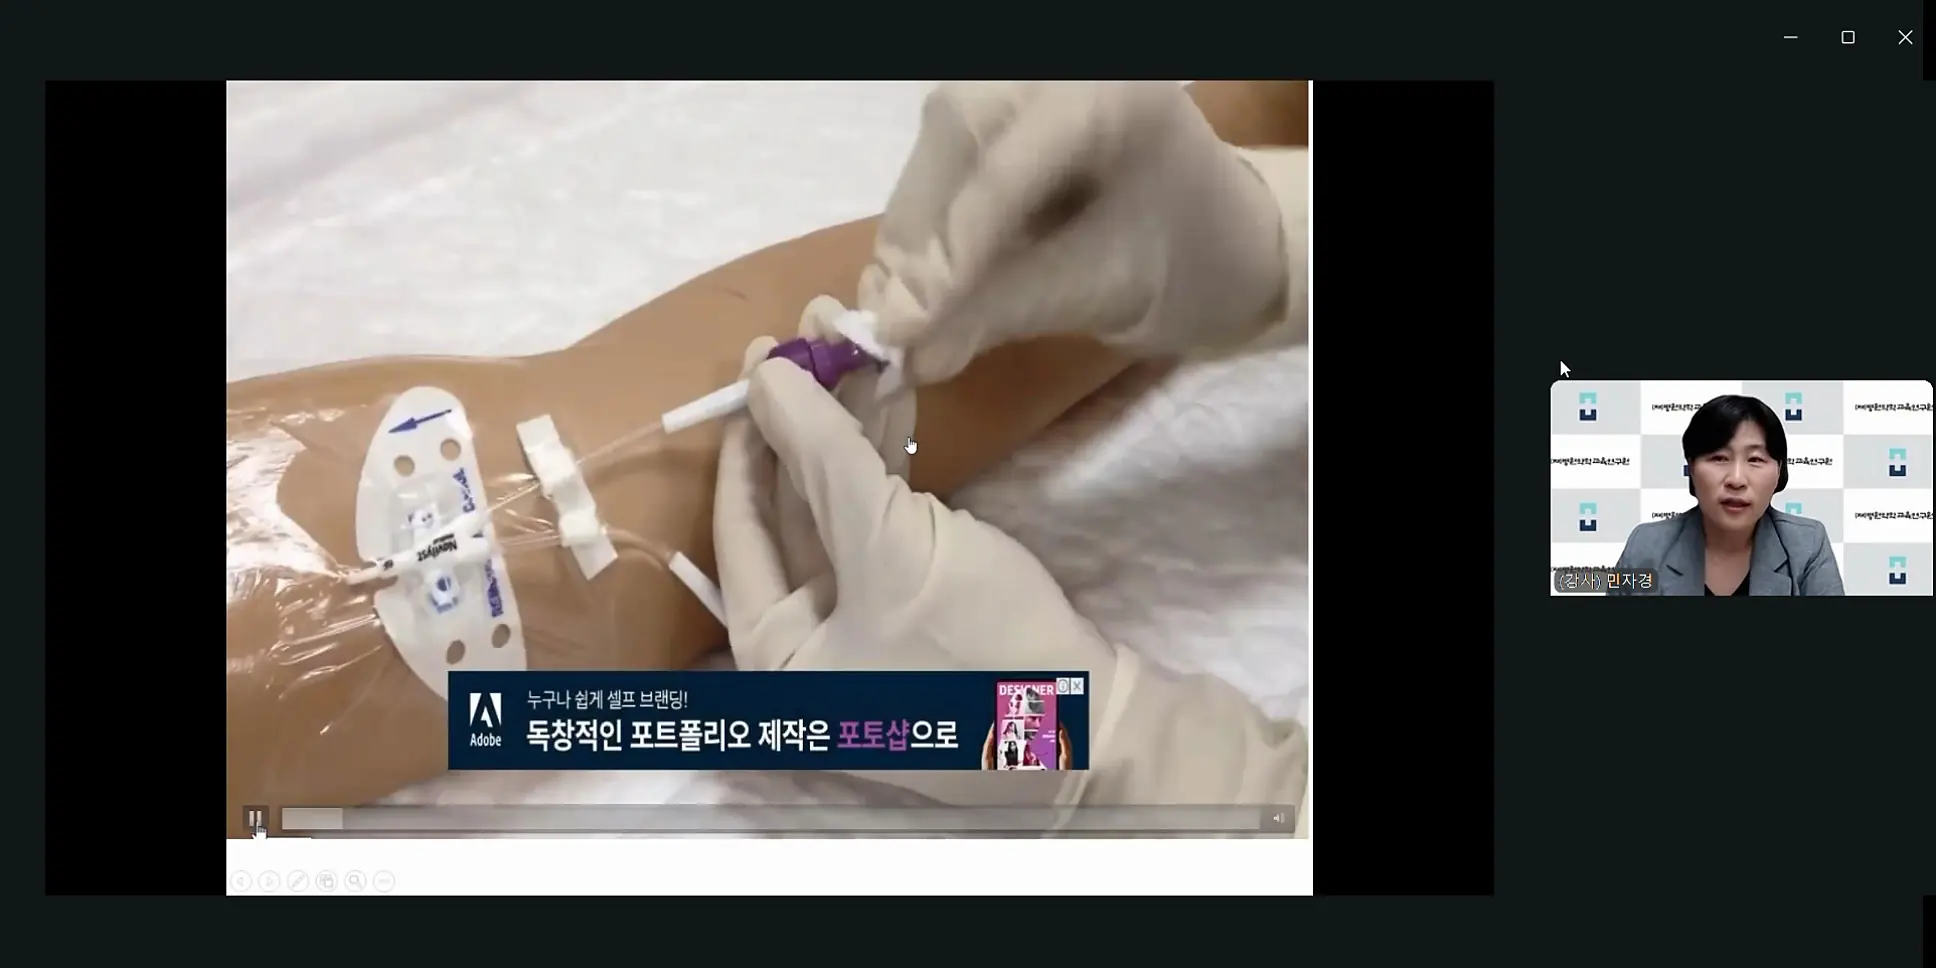 Navilyst
Adobe
누구나 쉽게 셀프 브랜딩!
독창적인 포트폴리오 제작은 포토샵으로
DESIGNER
(강사) 민자경